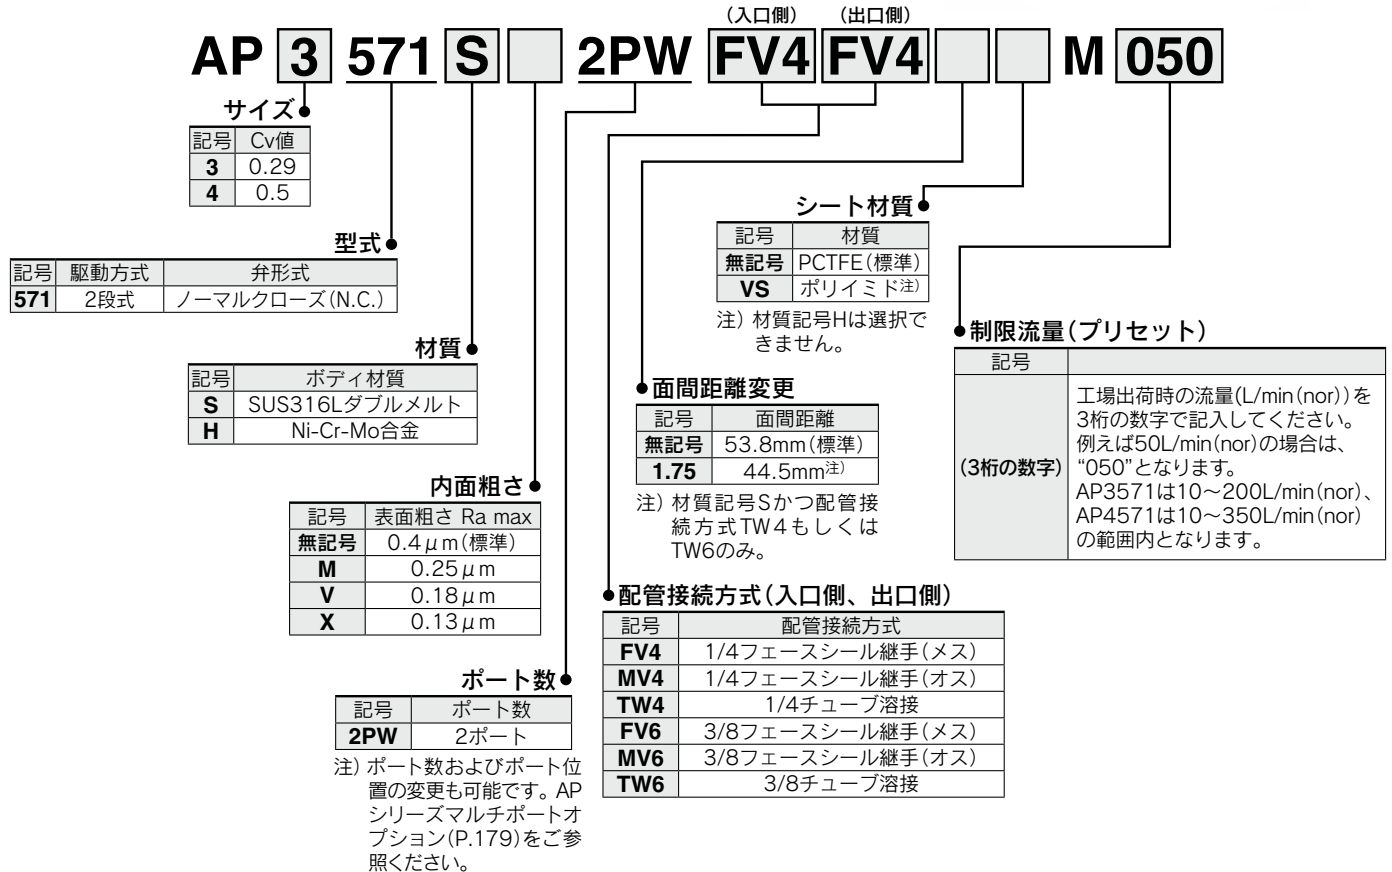 (入口側) (出口側)
AP 3 571 S 2PW FV4 FV4 M 050
サイズ
記号 Cv値
3 0.29
4 0.5
型式
記号 駆動方式 弁形式
571 2段式 ノーマルクローズ(N.C.)
材質
記号 ボディ材質
S SUS316Lダブルメルト
H Ni-Cr-Mo合金
内面粗さ
記号 表面粗さ Ra max
無記号 0.4μm(標準)
M 0.25μm
V 0.18μm
X 0.13μm
ポート数
記号 ポート数
2PW 2ポート
注) ポート数およびポート位
置の変更も可能です。AP
シリーズマルチポートオ
プション(P.179)をご参
照ください。
配管接続方式(入口側、出口側)
記号 配管接続方式
FV4 1/4フェースシール継手(メス)
MV4 1/4フェースシール継手(オス)
TW4 1/4チューブ溶接
FV6 3/8フェースシール継手(メス)
MV6 3/8フェースシール継手(オス)
TW6 3/8チューブ溶接
面間距離変更
記号 面間距離
無記号 53.8mm(標準)
1.75 44.5mm注)
注) 材質記号Sかつ配管接
続方式TW4もしくは
TW6のみ。
シート材質
記号 材質
無記号 PCTFE(標準)
VS ポリイミド注)
注) 材質記号Hは選択で
きません。
制限流量(プリセット)
記号
(3桁の数字)
工場出荷時の流量(L/min(nor))を
3桁の数字で記入してください。
例えば50L/min(nor)の場合は、
“050”となります。
AP3571は10～200L/min(nor)、
AP4571は10～350L/min(nor)
の範囲内となります。